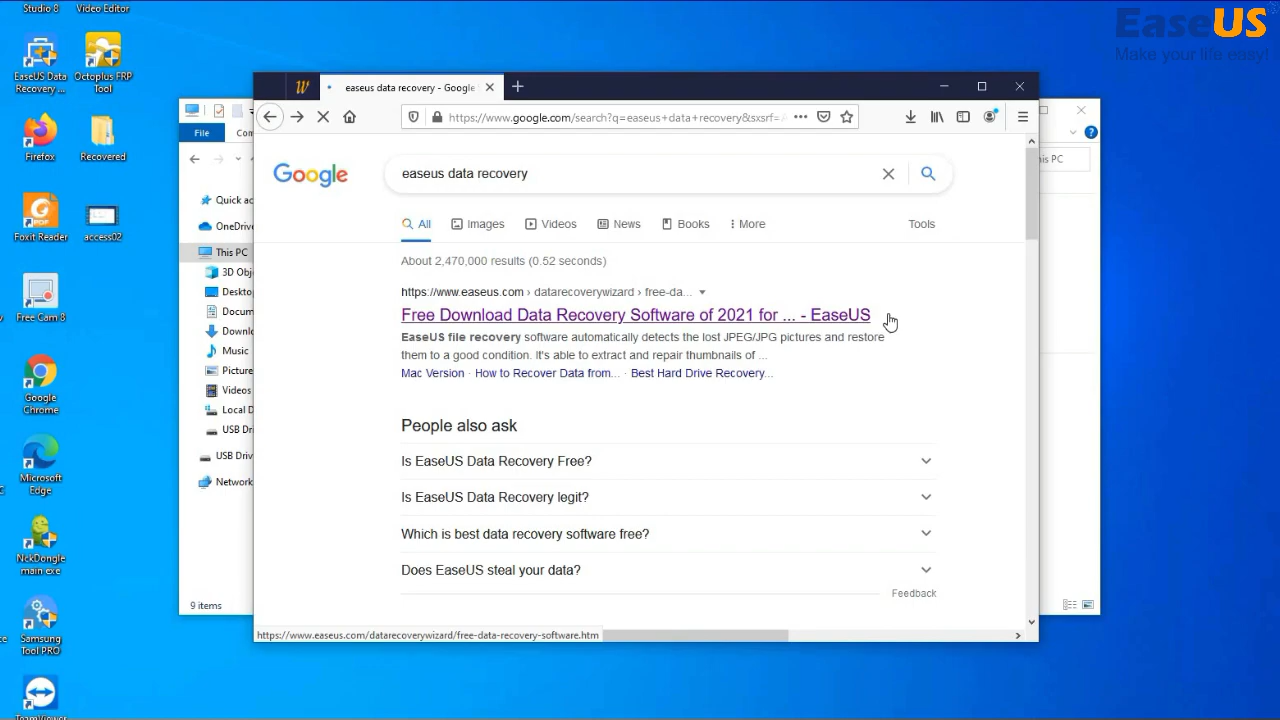 Studio 8
Video Editor
EaseUS
Make your life easy!
EaseUS Data
Recovery ...
Octoplus FRP
Tool
Firefox
Recovered
Foxit Reader
access02
Free Cam 8
Google
Chrome
Microsoft
Edge
NckDongle
main exe
Samsung
Tool PRO
TeamViewer
File
Com
Quick ac
OneDrive
This PC
3D Obje
Deskto
Docum
Downlo
Music
Picture
Videos
Local D
USB Dri
USB Driv
Network
9 items
his PC
easeus data recovery - Google S
https://www.google.com/search?q=easeus+data+recovery&sxsrf=A
Google
easeus data recovery
All
Images
Videos
News
Books
More
Tools
About 2,470,000 results (0.52 seconds)
https://www.easeus.com › datarecoverywizard › free-da...
Free Download Data Recovery Software of 2021 for ... - EaseUS
EaseUS file recovery software automatically detects the lost JPEG/JPG pictures and restore
them to a good condition. It's able to extract and repair thumbnails of ...
Mac Version · How to Recover Data from... · Best Hard Drive Recovery...
People also ask
Is EaseUS Data Recovery Free?
Is EaseUS Data Recovery legit?
Which is best data recovery software free?
Does EaseUS steal your data?
Feedback
https://www.easeus.com/datarecoverywizard/free-data-recovery-software.htm